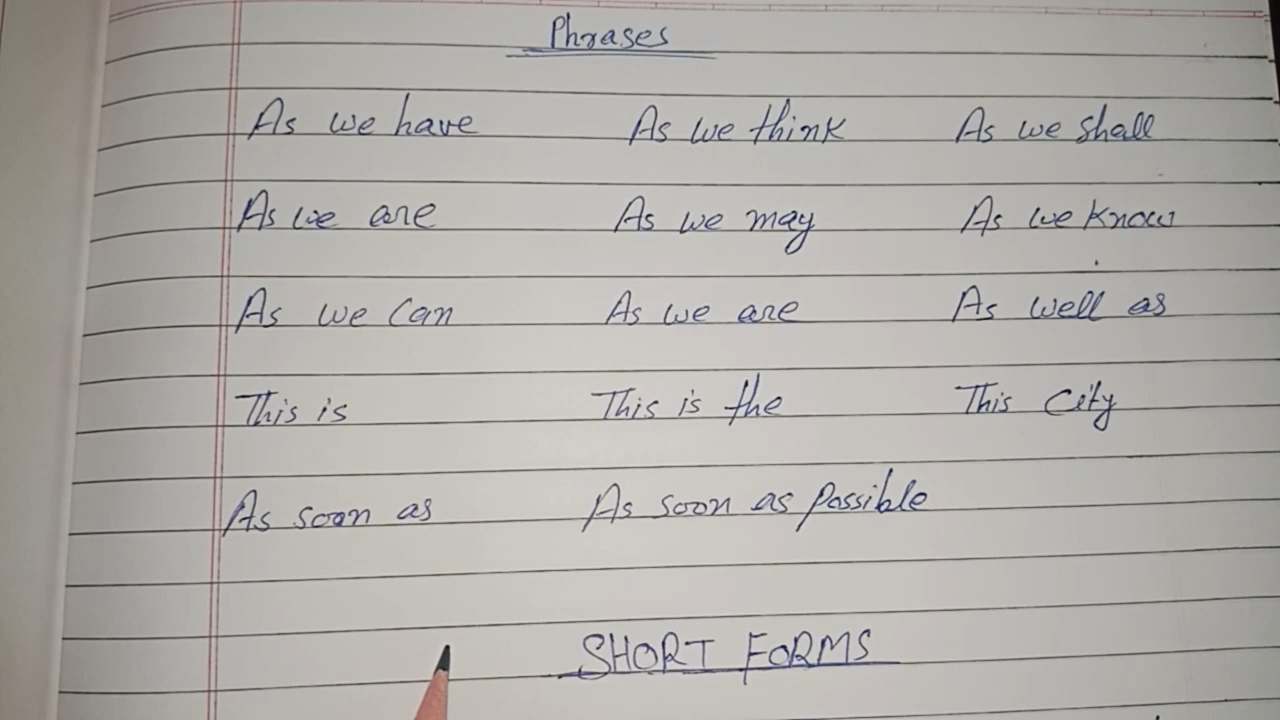 Phrases
As we have As we think As we shall
As we are As we may As we know
As we can As we are As well as
This is This is the This City
As soon as As soon as possible
SHORT FORMS